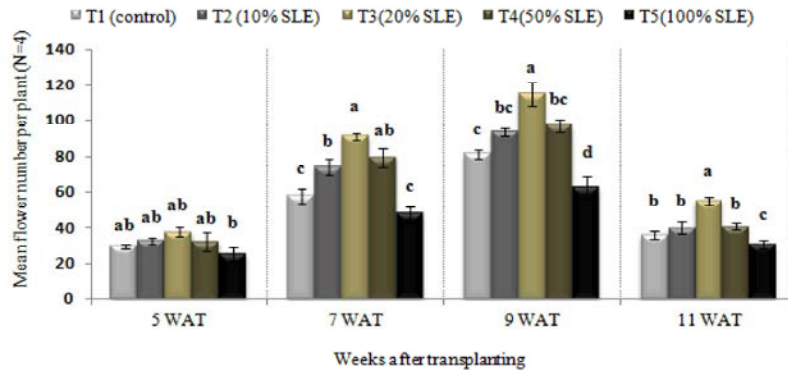 T1 (control) T2 (10% SLE) T3(20% SLE) T4(50% SLE) T5(100% SLE)
Mean flower number per plant (N=4)
140
120
100
80
60
40
20
0
ab ab ab ab b
c b a ab c
c bc a bc d
b b a b c
5 WAT 7 WAT 9 WAT 11 WAT
Weeks after transplanting